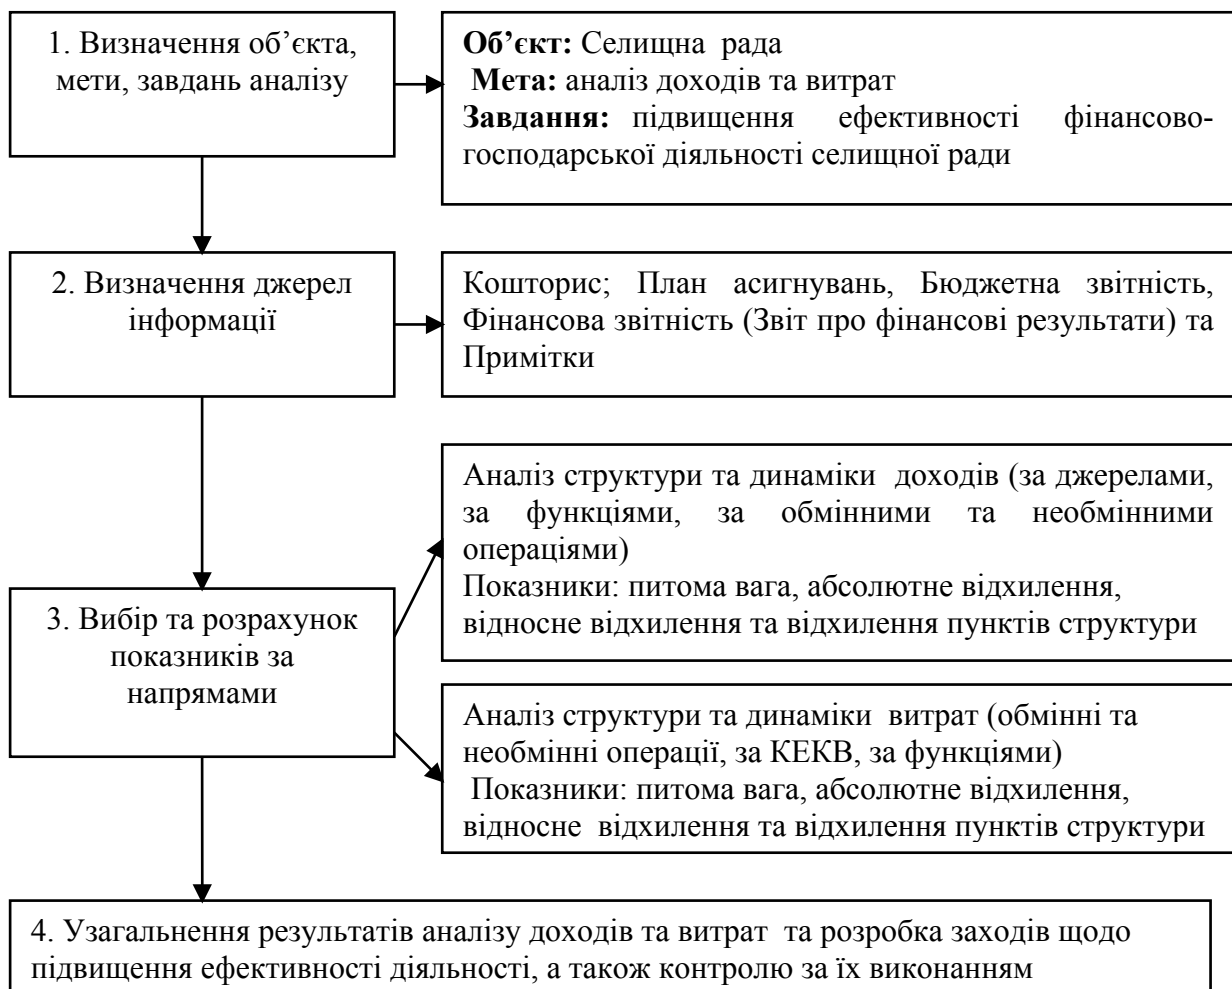 1. Визначення об’єкта,
мети, завдань аналізу
Об’єкт: Селищна рада
Мета: аналіз доходів та витрат
Завдання: підвищення ефективності фінансово-
господарської діяльності селищної ради
2. Визначення джерел
інформації
Кошторис; План асигнувань, Бюджетна звітність,
Фінансова звітність (Звіт про фінансові результати) та
Примітки
Аналіз структури та динаміки доходів (за джерелами,
за функціями, за обмінними та необмінними
операціями)
Показники: питома вага, абсолютне відхилення,
відносне відхилення та відхилення пунктів структури
3. Вибір та розрахунок
показників за
напрямами
Аналіз структури та динаміки витрат (обмінні та
необмінні операції, за КЕКВ, за функціями)
Показники: питома вага, абсолютне відхилення,
відносне відхилення та відхилення пунктів структури
4. Узагальнення результатів аналізу доходів та витрат та розробка заходів щодо
підвищення ефективності діяльності, а також контролю за їх виконанням